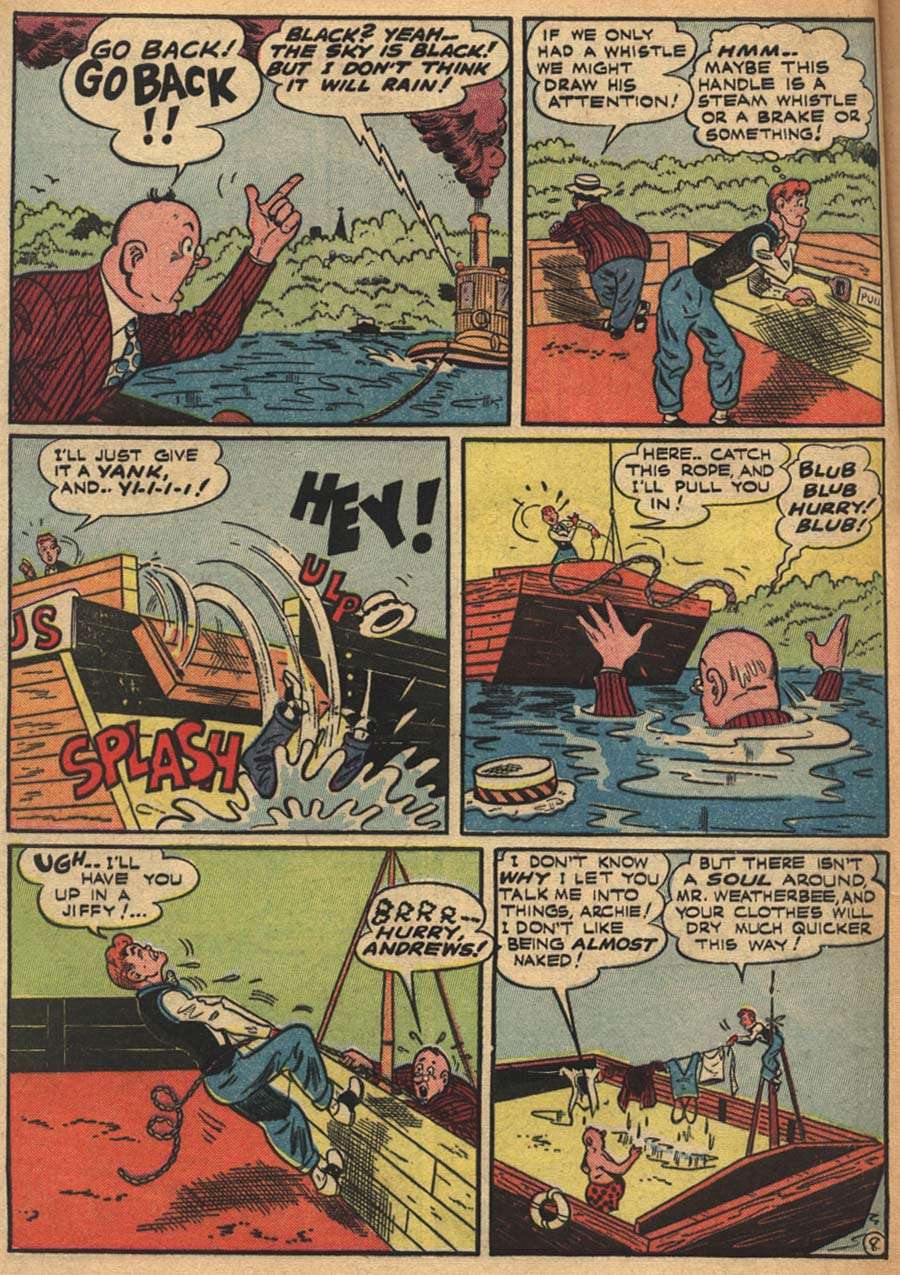 GO BACK!
GO BACK
!!
BLACK? YEAH--
THE SKY IS BLACK!
BUT I DON'T THINK
IT WILL RAIN!
IF WE ONLY
HAD A WHISTLE
WE MIGHT
DRAW HIS
ATTENTION!
HMM--
MAYBE THIS
HANDLE IS A
STEAM WHISTLE
OR A BRAKE OR
SOMETHING!
PULL
I'LL JUST GIVE
IT A YANK,
AND.. YI-I-I-I!
HEY!
ULP
US
SPLASH
HERE.. CATCH
THIS ROPE, AND
I'LL PULL YOU
IN!
BLUB
BLUB
HURRY!
BLUB!
UGH-- I'LL
HAVE YOU
UP IN A
JIFFY!...
BRRR--
HURRY,
ANDREWS!
I DON'T KNOW
WHY I LET YOU
TALK ME INTO
THINGS, ARCHIE!
I DON'T LIKE
BEING ALMOST
NAKED!
BUT THERE ISN'T
A SOUL AROUND,
MR. WEATHERBEE, AND
YOUR CLOTHES WILL
DRY MUCH QUICKER
THIS WAY!
8